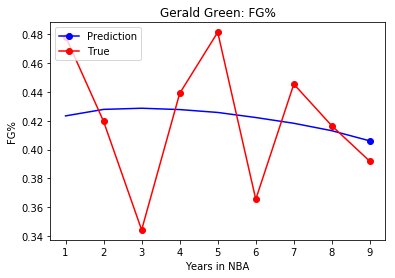 Gerald Green: FG%
Prediction
True
FG%
0.48
0.46
0.44
0.42
0.40
0.38
0.36
0.34
1 2 3 4 5 6 7 8 9
Years in NBA